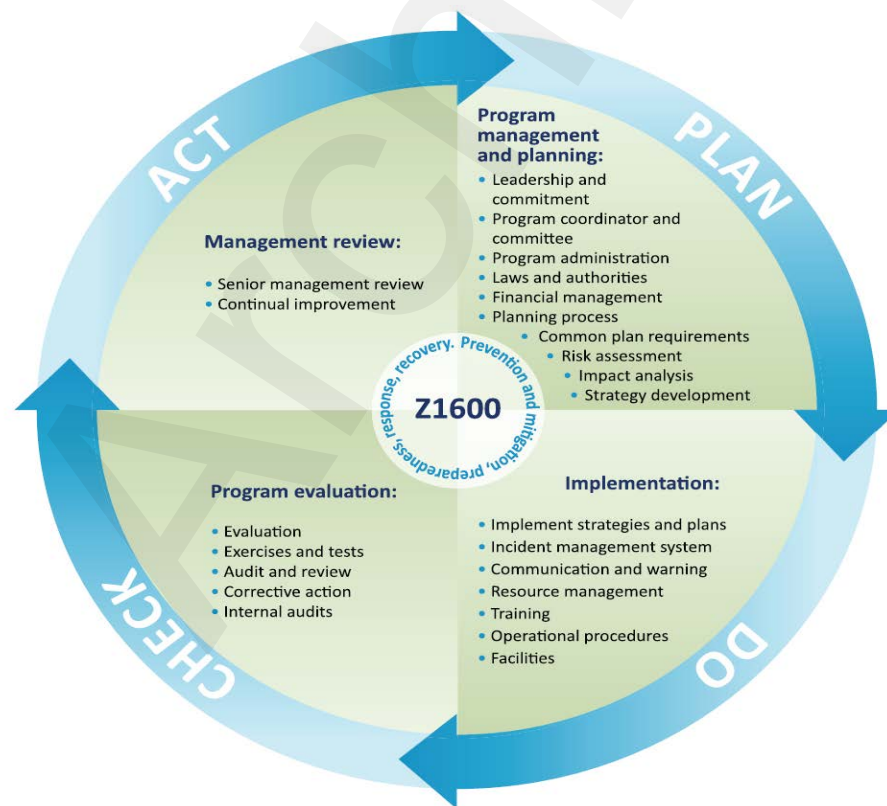 ACT
PLAN
Program
management
and planning:
• Leadership and
commitment
• Program coordinator and
committee
• Program administration
• Laws and authorities
• Financial management
• Planning process
• Common plan requirements
• Risk assessment
• Impact analysis
• Strategy development
Management review:
• Senior management review
• Continual improvement
Prevention and mitigation, preparedness, response, recovery.
Z1600
Program evaluation:
• Evaluation
• Exercises and tests
• Audit and review
• Corrective action
• Internal audits
Implementation:
• Implement strategies and plans
• Incident management system
• Communication and warning
• Resource management
• Training
• Operational procedures
• Facilities
CHECK
DO